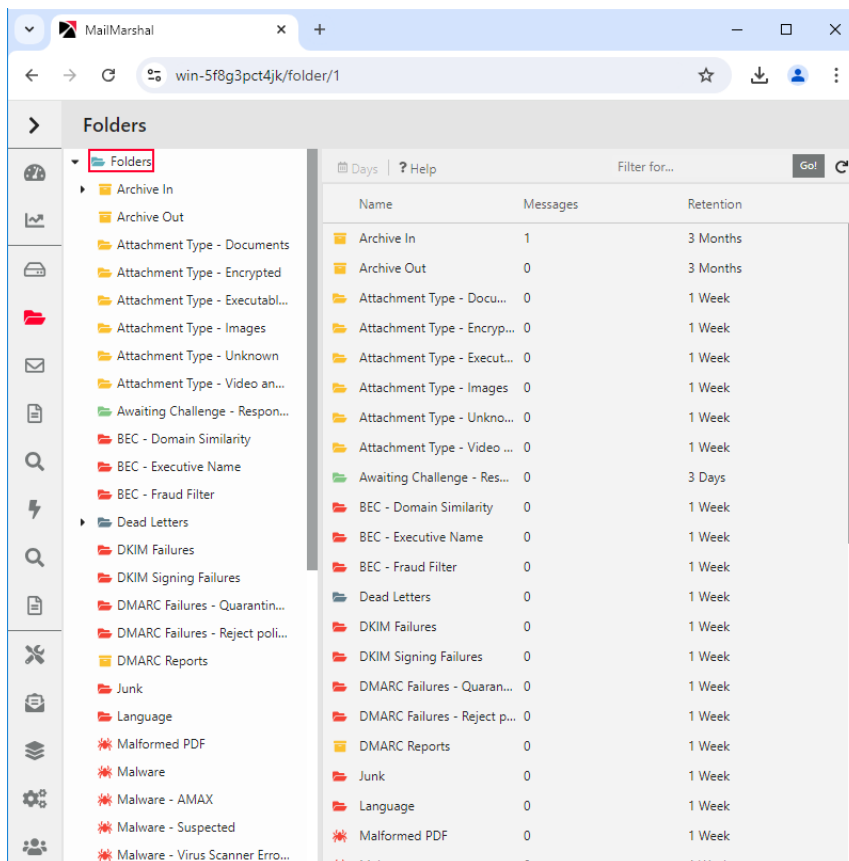 MailMarshal
win-5f8g3pct4jk/folder/1
Folders
Folders
Archive In
Archive Out
Attachment Type - Documents
Attachment Type - Encrypted
Attachment Type - Executabl...
Attachment Type - Images
Attachment Type - Unknown
Attachment Type - Video an...
Awaiting Challenge - Respon...
BEC - Domain Similarity
BEC - Executive Name
BEC - Fraud Filter
Dead Letters
DKIM Failures
DKIM Signing Failures
DMARC Failures - Quarantin...
DMARC Failures - Reject poli...
DMARC Reports
Junk
Language
Malformed PDF
Malware
Malware - AMAX
Malware - Suspected
Malware - Virus Scanner Erro...
Days ? Help Filter for... Go!
Name Messages Retention
Archive In 1 3 Months
Archive Out 0 3 Months
Attachment Type - Docu... 0 1 Week
Attachment Type - Encryp... 0 1 Week
Attachment Type - Execut... 0 1 Week
Attachment Type - Images 0 1 Week
Attachment Type - Unkno... 0 1 Week
Attachment Type - Video ... 0 1 Week
Awaiting Challenge - Res... 0 3 Days
BEC - Domain Similarity 0 1 Week
BEC - Executive Name 0 1 Week
BEC - Fraud Filter 0 1 Week
Dead Letters 0 1 Week
DKIM Failures 0 1 Week
DKIM Signing Failures 0 1 Week
DMARC Failures - Quaran... 0 1 Week
DMARC Failures - Reject p... 0 1 Week
DMARC Reports 0 1 Week
Junk 0 1 Week
Language 0 1 Week
Malformed PDF 0 1 Week